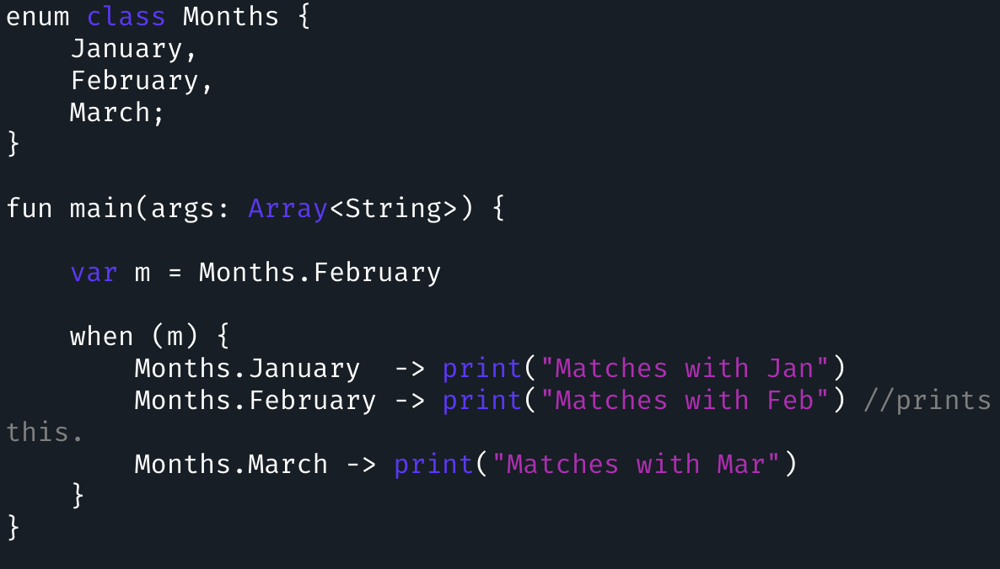 enum class Months {
    January,
    February,
    March;
}

fun main(args: Array<String>) {

    var m = Months.February

    when (m) {
        Months.January  -> print("Matches with Jan")
        Months.February -> print("Matches with Feb") //prints
this.
        Months.March -> print("Matches with Mar")
    }
}